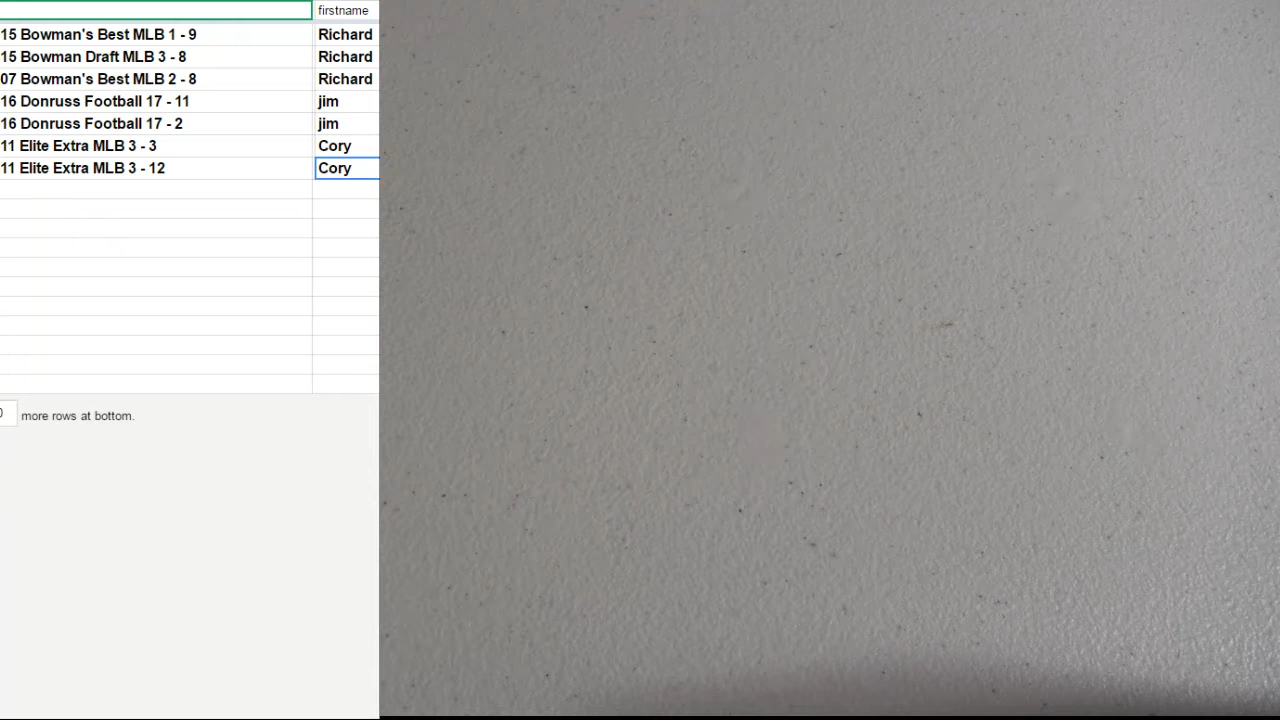 firstname
15 Bowman's Best MLB 1 - 9 Richard
15 Bowman Draft MLB 3 - 8 Richard
07 Bowman's Best MLB 2 - 8 Richard
16 Donruss Football 17 - 11 jim
16 Donruss Football 17 - 2 jim
11 Elite Extra MLB 3 - 3 Cory
11 Elite Extra MLB 3 - 12 Cory
0 more rows at bottom.